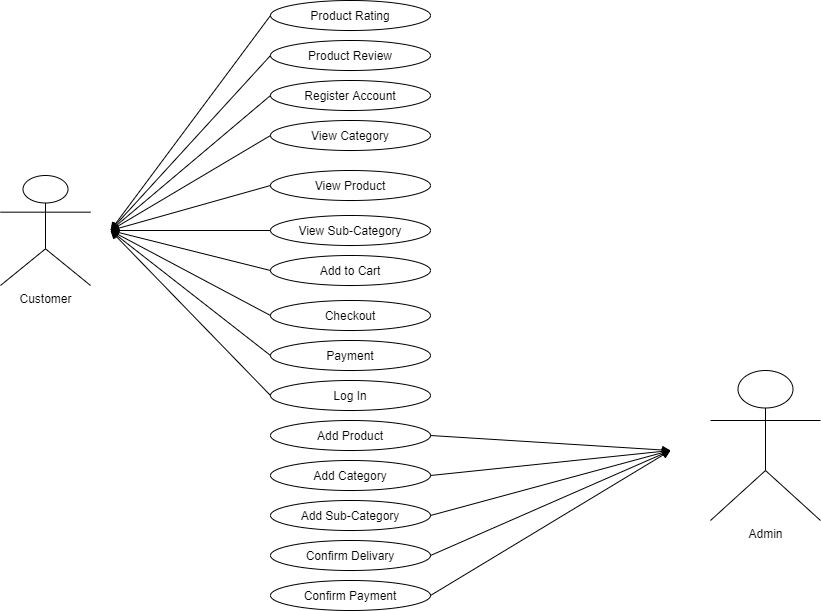 Product Rating
Product Review
Register Account
View Category
View Product
View Sub-Category
Add to Cart
Customer
Checkout
Payment
Log In
Add Product
Add Category
Add Sub-Category
Admin
Confirm Delivary
Confirm Payment